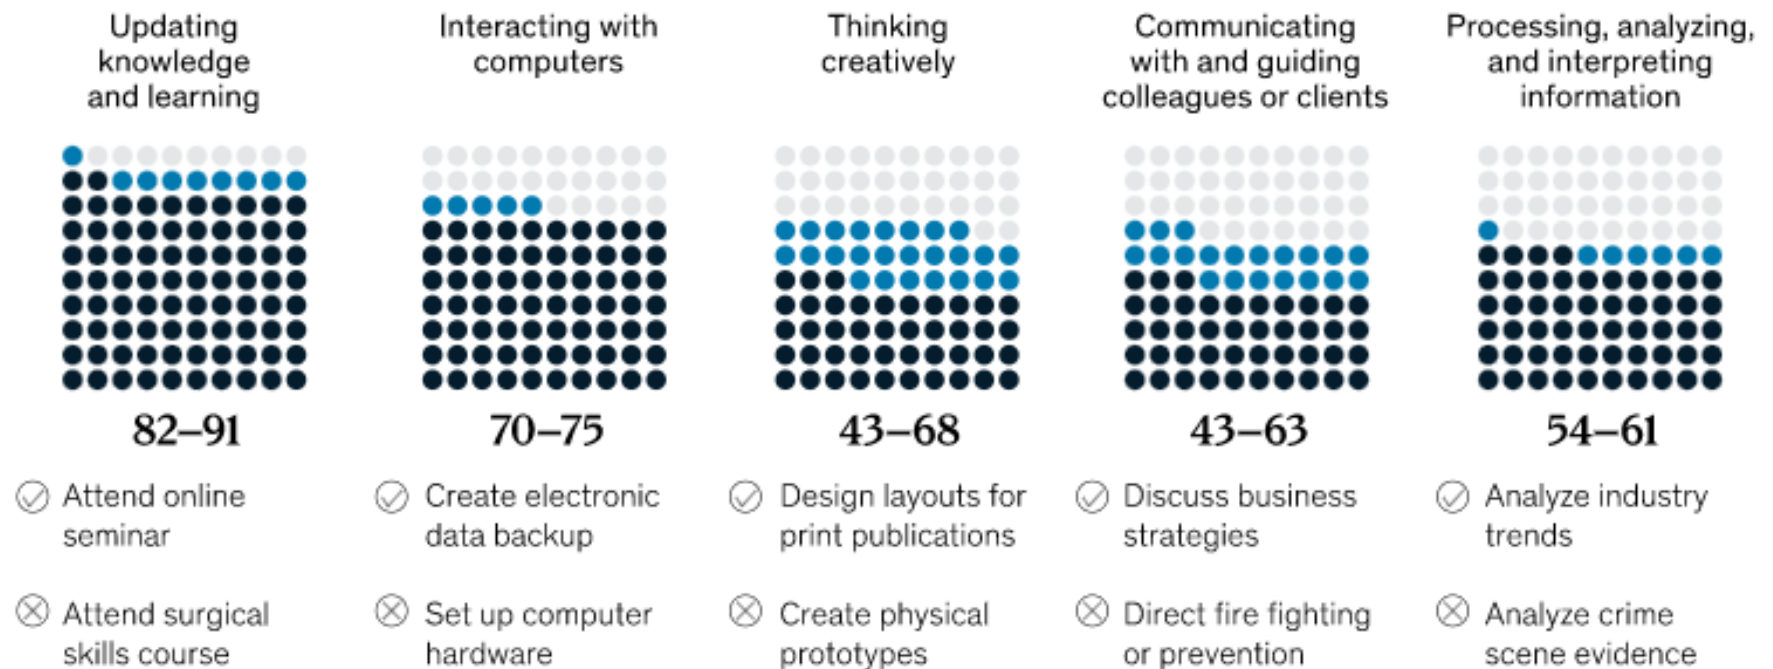 Updating
knowledge
and learning
Interacting with
computers
Thinking
creatively
Communicating
with and guiding
colleagues or clients
Processing, analyzing,
and interpreting
information
82–91
70–75
43–68
43–63
54–61
Attend online
seminar
Create electronic
data backup
Design layouts for
print publications
Discuss business
strategies
Analyze industry
trends
Attend surgical
skills course
Set up computer
hardware
Create physical
prototypes
Direct fire fighting
or prevention
Analyze crime
scene evidence